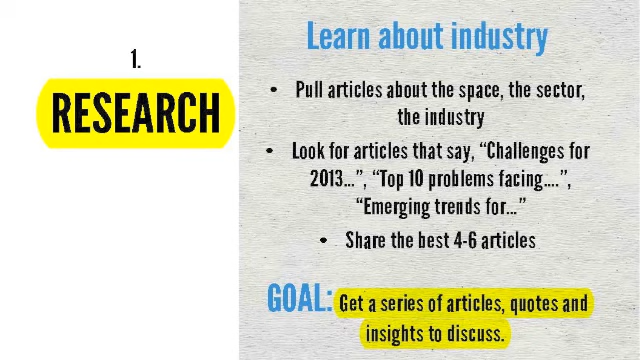 1.
RESEARCH
Learn about industry
• Pull articles about the space, the sector,
the industry
• Look for articles that say, “Challenges for
2013...”, “Top 10 problems facing....”,
“Emerging trends for...”
• Share the best 4-6 articles
GOAL: Get a series of articles, quotes and
insights to discuss.